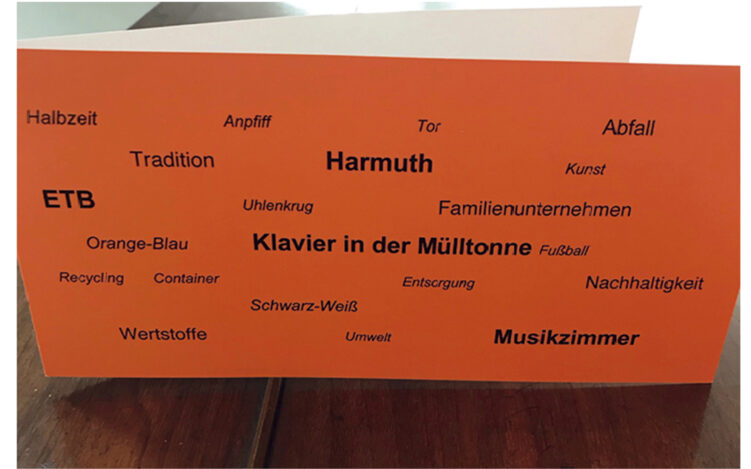 Halbzeit Anpfiff Tor Abfall
Tradition Harmuth Kunst
ETB Uhlenkrug Familienunternehmen
Orange-Blau Klavier in der Mülltonne Fußball
Recycling Container Entsorgung Nachhaltigkeit
Schwarz-Weiß
Wertstoffe Umwelt Musikzimmer